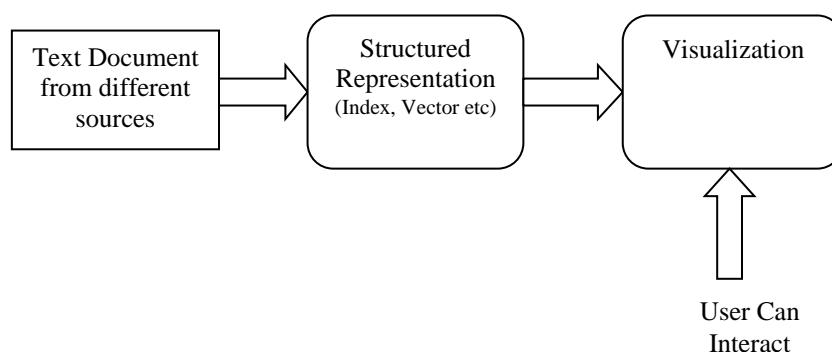 Text Document
from different
sources
Structured
Representation
(Index, Vector etc)
Visualization
User Can
Interact